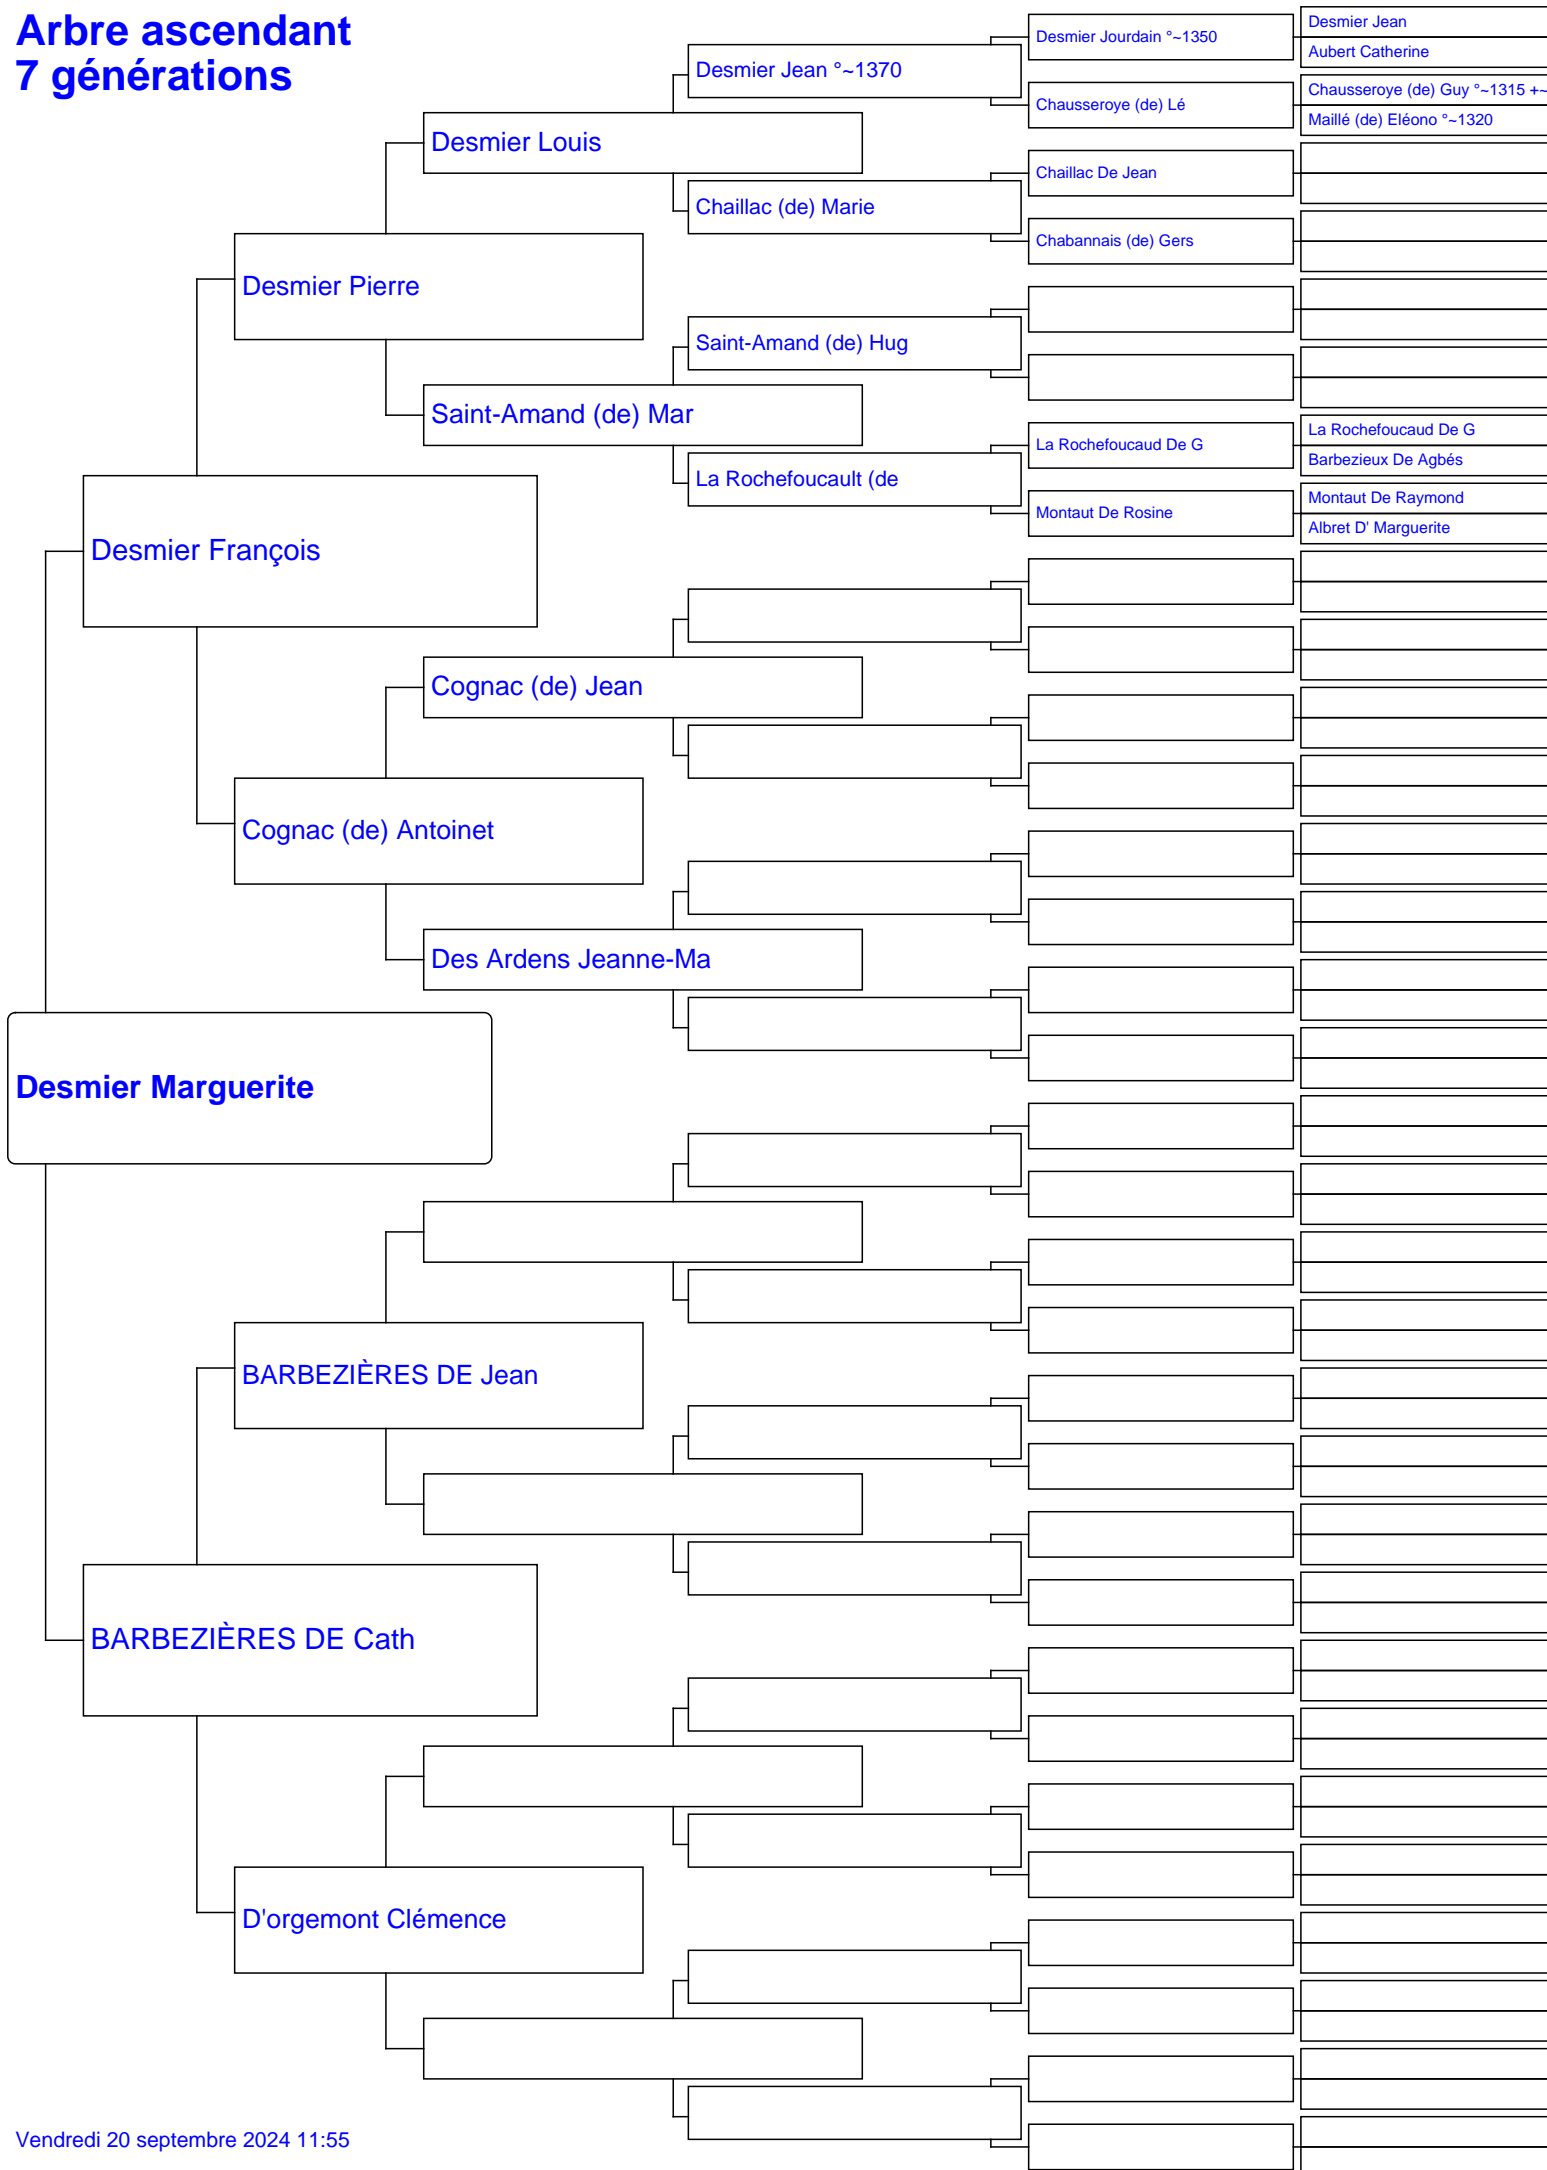 Arbre ascendant
7 générations
Desmier Jourdain °~1350
Desmier Jean
Aubert Catherine
Desmier Jean °~1370
Chausseroye (de) Lé
Chausseroye (de) Guy °~1315 +~
Maillé (de) Eléono °~1320
Desmier Louis
Chaillac (de) Marie
Chaillac De Jean
Chabannais (de) Gers
Desmier Pierre
Saint-Amand (de) Hug
Saint-Amand (de) Mar
La Rochefoucault (de
La Rochefoucaud De G
La Rochefoucaud De G
Barbezieux De Agbés
Montaut De Rosine
Montaut De Raymond
Albret D' Marguerite
Desmier François
Cognac (de) Jean
Cognac (de) Antoinet
Des Ardens Jeanne-Ma
Desmier Marguerite
BARBEZIÈRES DE Jean
BARBEZIÈRES DE Cath
D'orgemont Clémence
Vendredi 20 septembre 2024 11:55